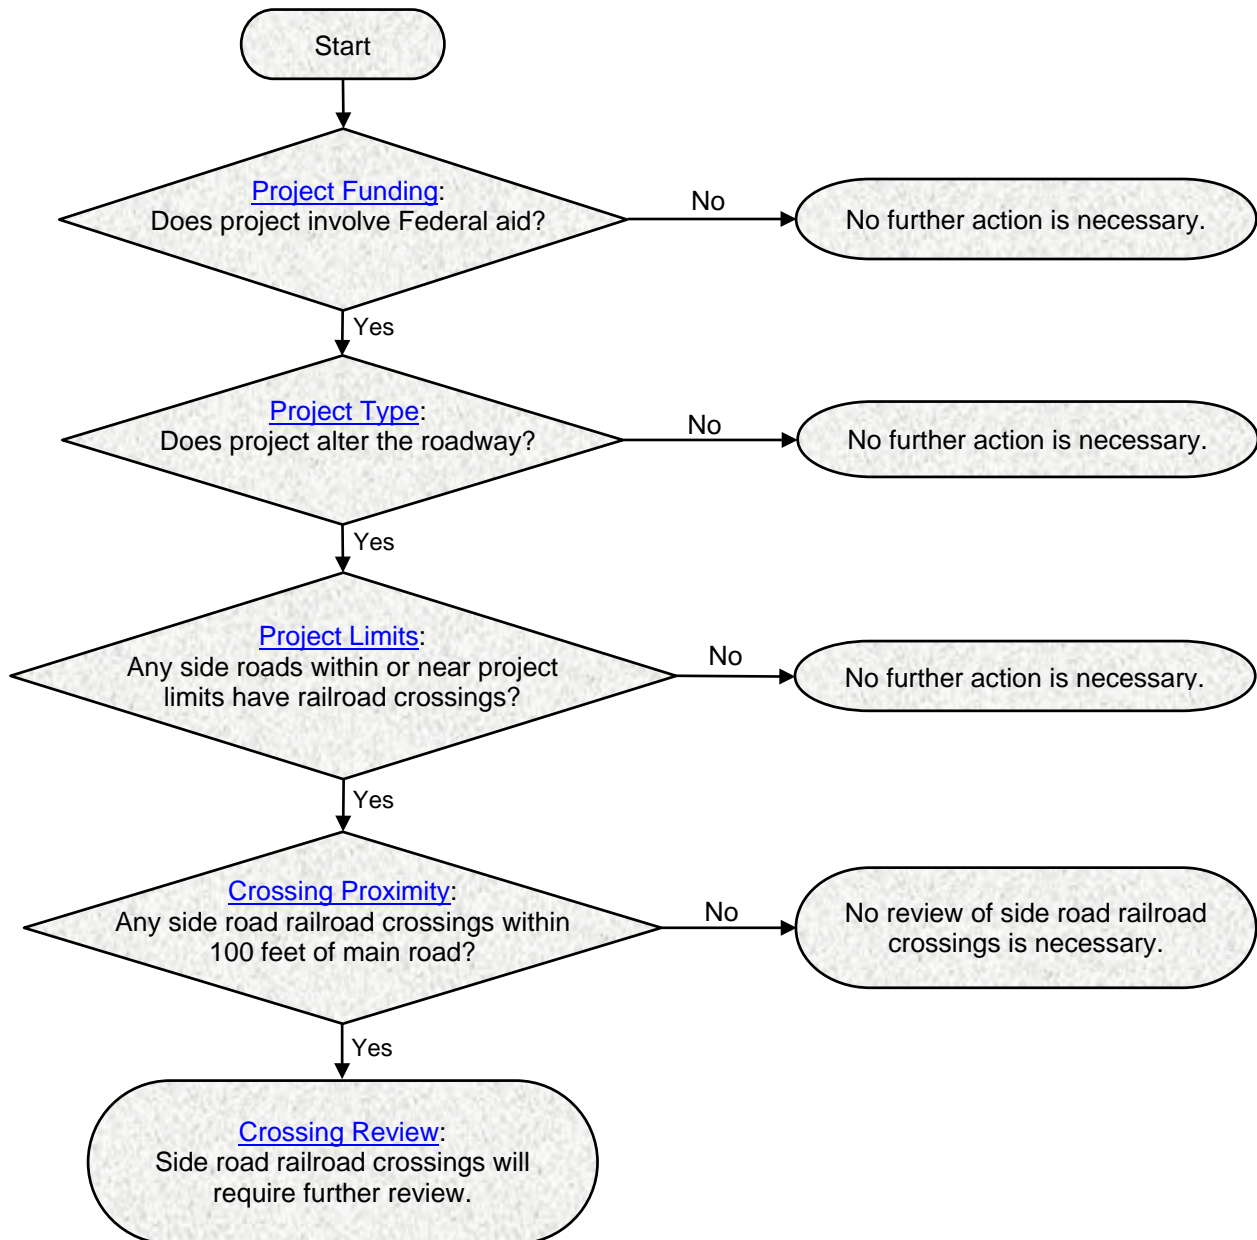 Start
Project Funding:
Does project involve Federal aid?
No
No further action is necessary.
Yes
Project Type:
Does project alter the roadway?
No
No further action is necessary.
Yes
Project Limits:
Any side roads within or near project
limits have railroad crossings?
No
No further action is necessary.
Yes
Crossing Proximity:
Any side road railroad crossings within
100 feet of main road?
No
No review of side road railroad
crossings is necessary.
Yes
Crossing Review:
Side road railroad crossings will
require further review.